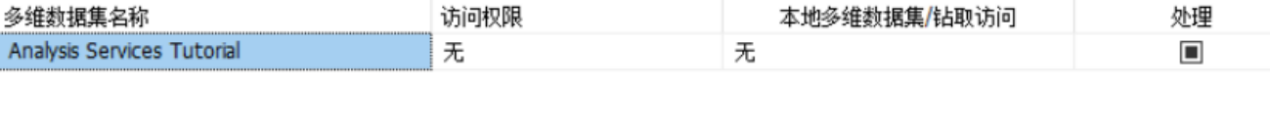 多维数据集名称 访问权限 本地多维数据集/钻取访问 处理
Analysis Services Tutorial 无 无